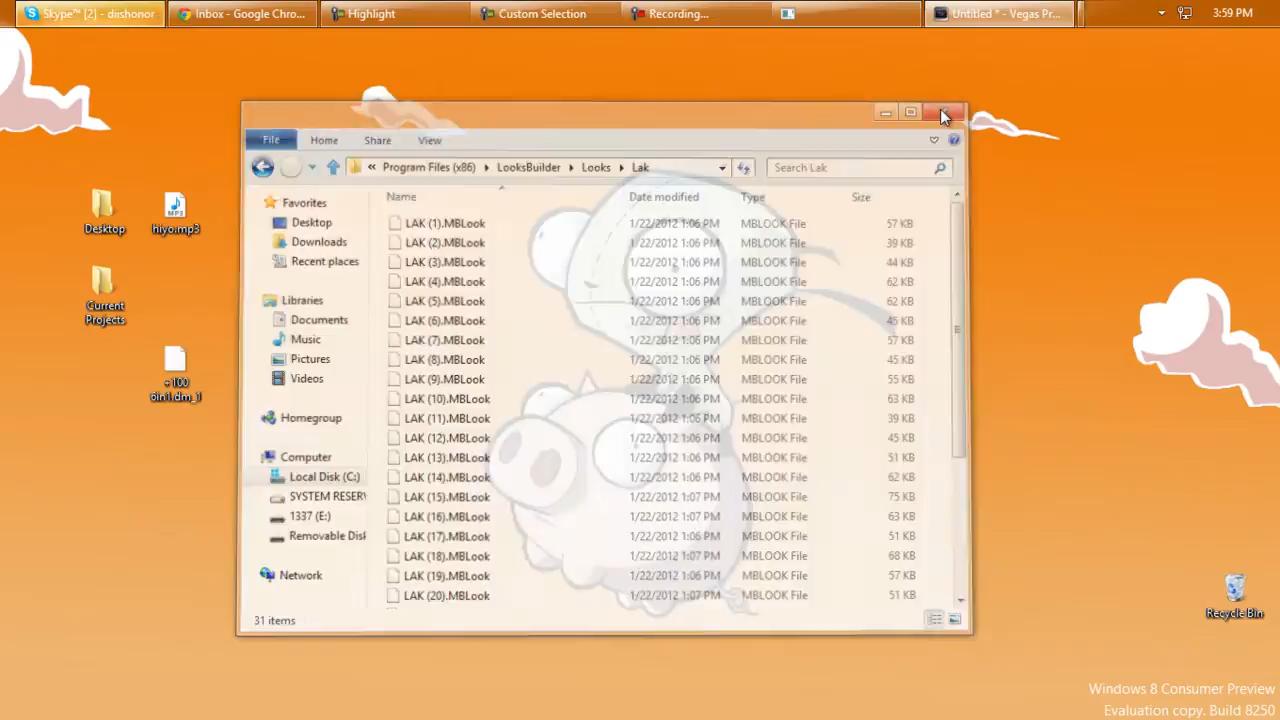 Skype™ [2] - diishonor
Inbox - Google Chro...
Highlight
Custom Selection
Recording...
Untitled * - Vegas Pr...
3:59 PM
File
Home
Share
View
« Program Files (x86)
LooksBuilder
Looks
Lak
Search Lak
Name
Date modified
Type
Size
Favorites
Desktop
Downloads
Recent places
Libraries
Documents
Music
Pictures
Videos
Homegroup
Computer
Local Disk (C:)
SYSTEM RESERV
1337 (E:)
Removable Disk
Network
LAK (1).MBLook 1/22/2012 1:06 PM MBLOOK File 57 KB
LAK (2).MBLook 1/22/2012 1:06 PM MBLOOK File 39 KB
LAK (3).MBLook 1/22/2012 1:06 PM MBLOOK File 44 KB
LAK (4).MBLook 1/22/2012 1:06 PM MBLOOK File 62 KB
LAK (5).MBLook 1/22/2012 1:06 PM MBLOOK File 62 KB
LAK (6).MBLook 1/22/2012 1:06 PM MBLOOK File 45 KB
LAK (7).MBLook 1/22/2012 1:06 PM MBLOOK File 57 KB
LAK (8).MBLook 1/22/2012 1:06 PM MBLOOK File 45 KB
LAK (9).MBLook 1/22/2012 1:06 PM MBLOOK File 55 KB
LAK (10).MBLook 1/22/2012 1:06 PM MBLOOK File 63 KB
LAK (11).MBLook 1/22/2012 1:06 PM MBLOOK File 39 KB
LAK (12).MBLook 1/22/2012 1:06 PM MBLOOK File 45 KB
LAK (13).MBLook 1/22/2012 1:06 PM MBLOOK File 51 KB
LAK (14).MBLook 1/22/2012 1:06 PM MBLOOK File 62 KB
LAK (15).MBLook 1/22/2012 1:07 PM MBLOOK File 75 KB
LAK (16).MBLook 1/22/2012 1:07 PM MBLOOK File 63 KB
LAK (17).MBLook 1/22/2012 1:06 PM MBLOOK File 51 KB
LAK (18).MBLook 1/22/2012 1:07 PM MBLOOK File 68 KB
LAK (19).MBLook 1/22/2012 1:06 PM MBLOOK File 57 KB
LAK (20).MBLook 1/22/2012 1:07 PM MBLOOK File 51 KB
31 items
Desktop
hiyo.mp3
Current
Projects
+100
Recycle Bin
Windows 8 Consumer Preview
Evaluation copy. Build 8250